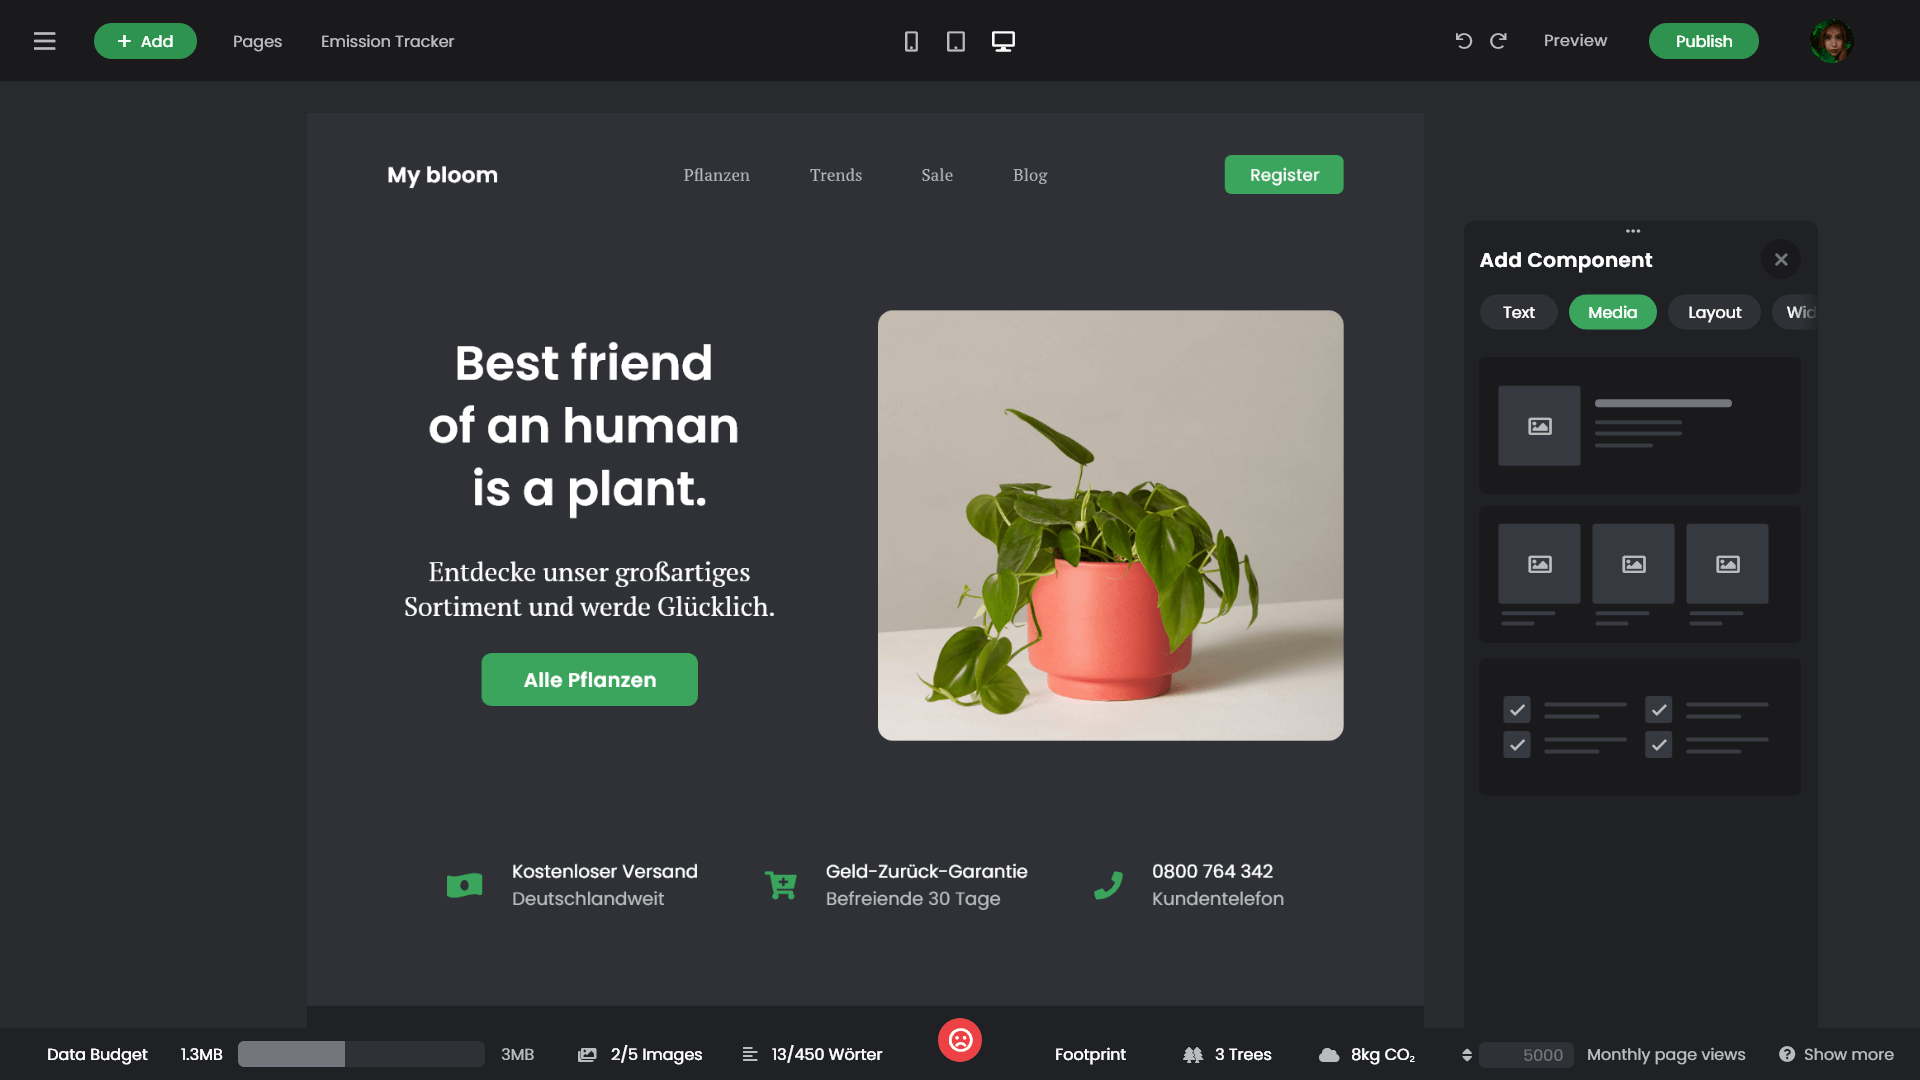 + Add
Pages
Emission Tracker
Preview
Publish
My bloom
Pflanzen
Trends
Sale
Blog
Register
Best friend
of an human
is a plant.
Entdecke unser großartiges
Sortiment und werde Glücklich.
Alle Pflanzen
Kostenloser Versand
Deutschlandweit
Geld-Zurück-Garantie
Befreiende 30 Tage
0800 764 342
Kundentelefon
Add Component
Text
Media
Layout
Data Budget
1.3MB
3MB
2/5 Images
13/450 Wörter
Footprint
3 Trees
8kg CO₂
5000
Monthly page views
Show more